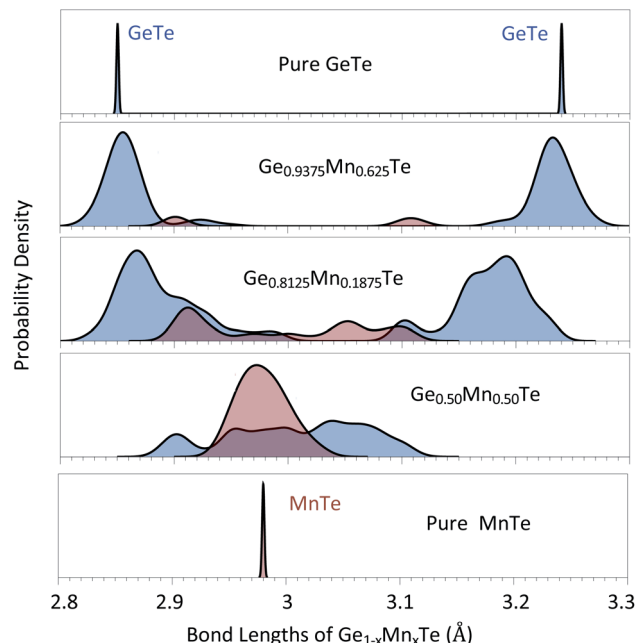 GeTe GeTe
Pure GeTe
Ge₀.₉₃₇₅Mn₀.₆₂₅Te
Ge₀.₈₁₂₅Mn₀.₁₈₇₅Te
Probability Density
Ge₀.₅₀Mn₀.₅₀Te
MnTe
Pure MnTe
2.8 2.9 3 3.1 3.2 3.3
Bond Lengths of Ge₁₋ₓMnₓTe (Å)